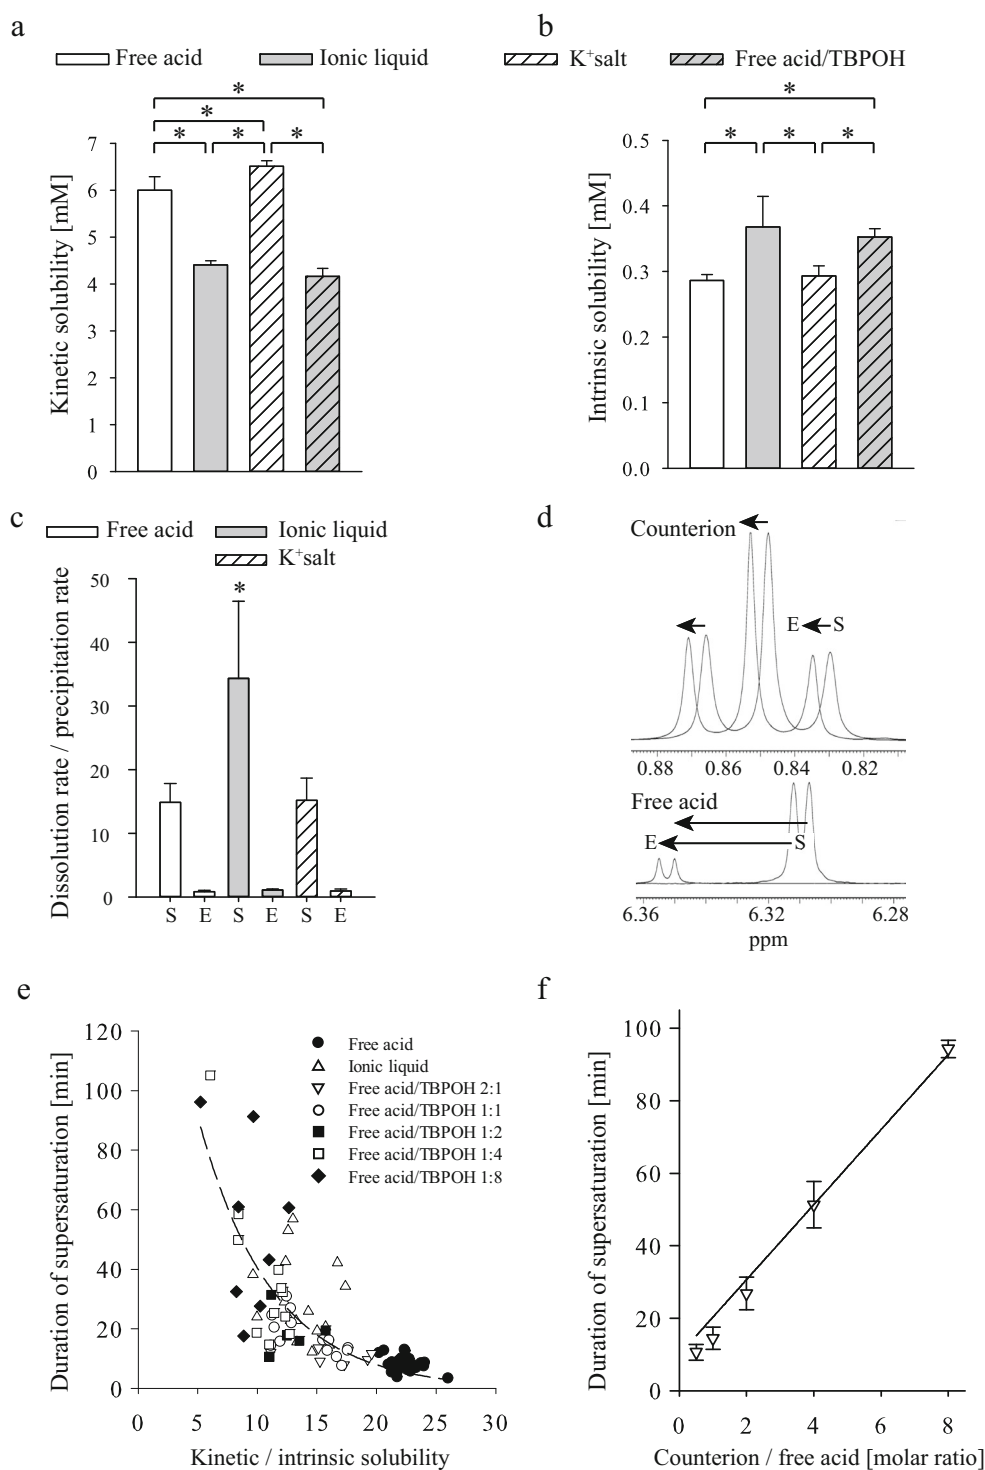 a
b
Free acid
Ionic liquid
K+salt
Free acid/TBPOH
*
*
* * *
*
* * *
7
6
5
4
3
2
1
0
Kinetic solubility [mM]
0.5
0.4
0.3
0.2
0.1
0.0
Intrinsic solubility [mM]
c
Free acid
Ionic liquid
K+salt
*
50
40
30
20
10
0
Dissolution rate / precipitation rate
S E S E S E
d
Counterion
E S
0.88 0.86 0.84 0.82
Free acid
E S
6.36 6.32 6.28
ppm
e
120
100
80
60
40
20
0
Duration of supersaturation [min]
Free acid
Ionic liquid
Free acid/TBPOH 2:1
Free acid/TBPOH 1:1
Free acid/TBPOH 1:2
Free acid/TBPOH 1:4
Free acid/TBPOH 1:8
0 5 10 15 20 25 30
Kinetic / intrinsic solubility
f
100
80
60
40
20
0
Duration of supersaturation [min]
0 2 4 6 8
Counterion / free acid [molar ratio]